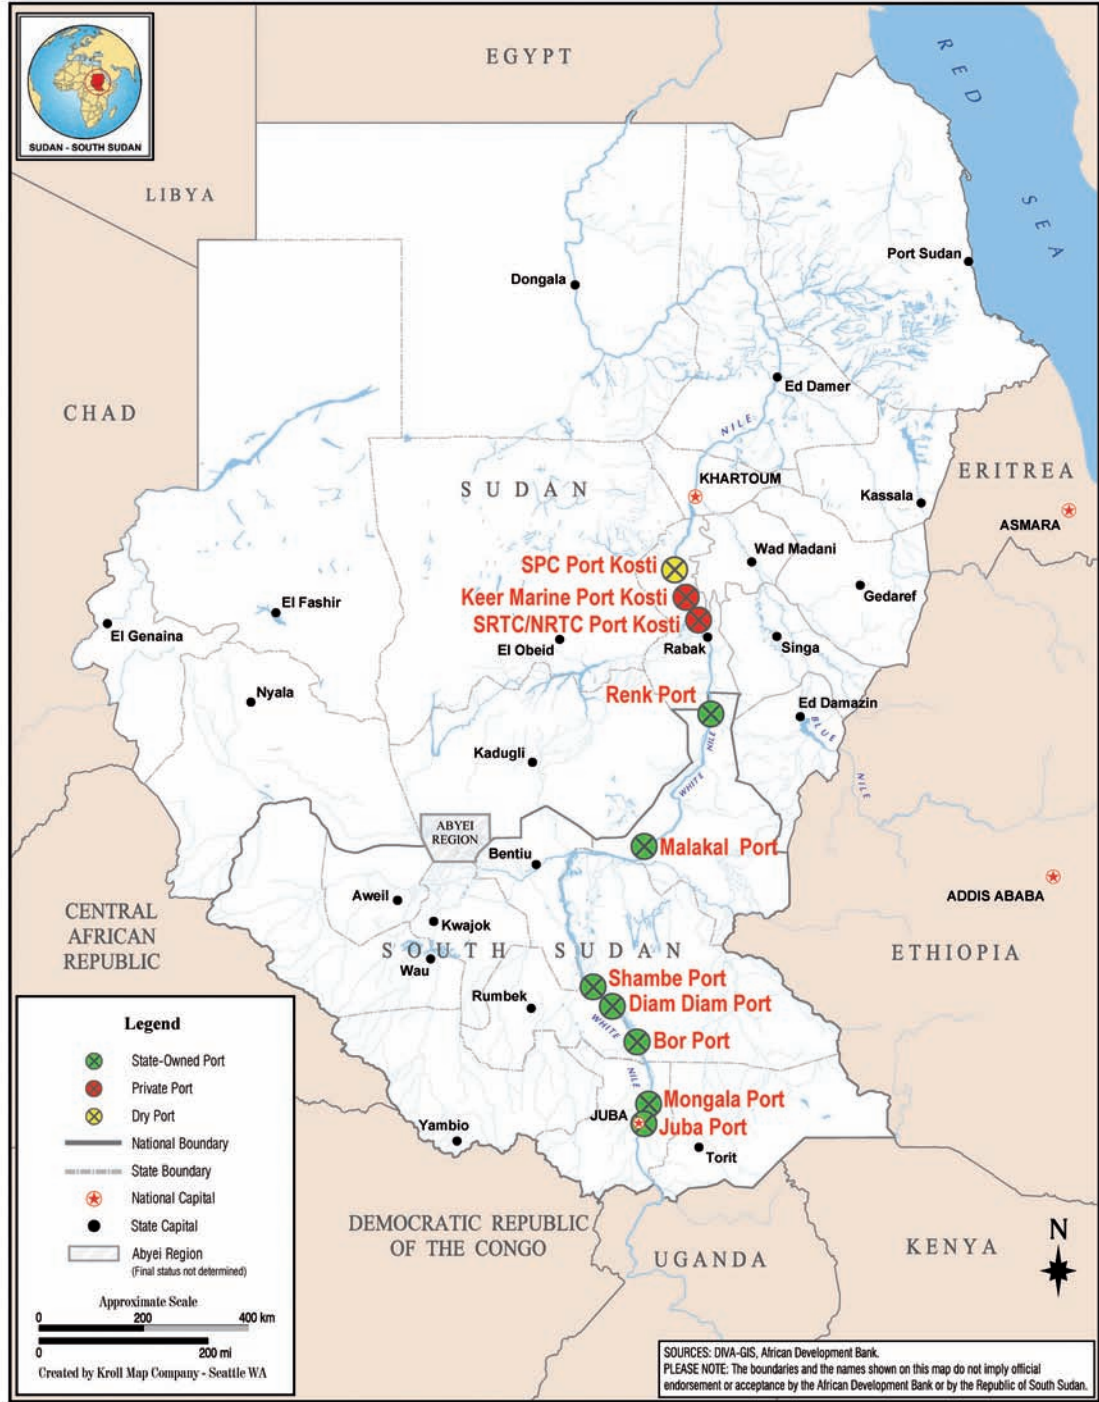 SUDAN - SOUTH SUDAN
EGYPT
RED
SEA
LIBYA
Port Sudan
Dongala
CHAD
Ed Damer
NILE
KHARTOUM
SUDAN
ERITREA
Kassala
ASMARA
Wad Madani
SPC Port Kosti
Keer Marine Port Kosti
Gedaref
El Fashir
SRTC/NRTC Port Kosti
El Genaina
El Obeid
Rabak
Singa
Nyala
Renk Port
Ed Damazin
BLUE
NILE
Kadugli
WHITE
NILE
ABYEI
REGION
Malakal Port
Bentiu
Aweil
ADDIS ABABA
CENTRAL
AFRICAN
REPUBLIC
Kwajok
SOUTH SUDAN
ETHIOPIA
Wau
Shambe Port
Rumbek
Diam Diam Port
WHITE
NILE
Bor Port
Mongala Port
JUBA
Juba Port
Yambio
Torit
DEMOCRATIC REPUBLIC
OF THE CONGO
UGANDA
KENYA
N
Legend
State-Owned Port
Private Port
Dry Port
National Boundary
State Boundary
National Capital
State Capital
Abyei Region
(Final status not determined)
Approximate Scale
0 200 400 km
0 200 mi
Created by Kroll Map Company - Seattle WA
SOURCES: DIVA-GIS, African Development Bank.
PLEASE NOTE: The boundaries and the names shown on this map do not imply official
endorsement or acceptance by the African Development Bank or by the Republic of South Sudan.